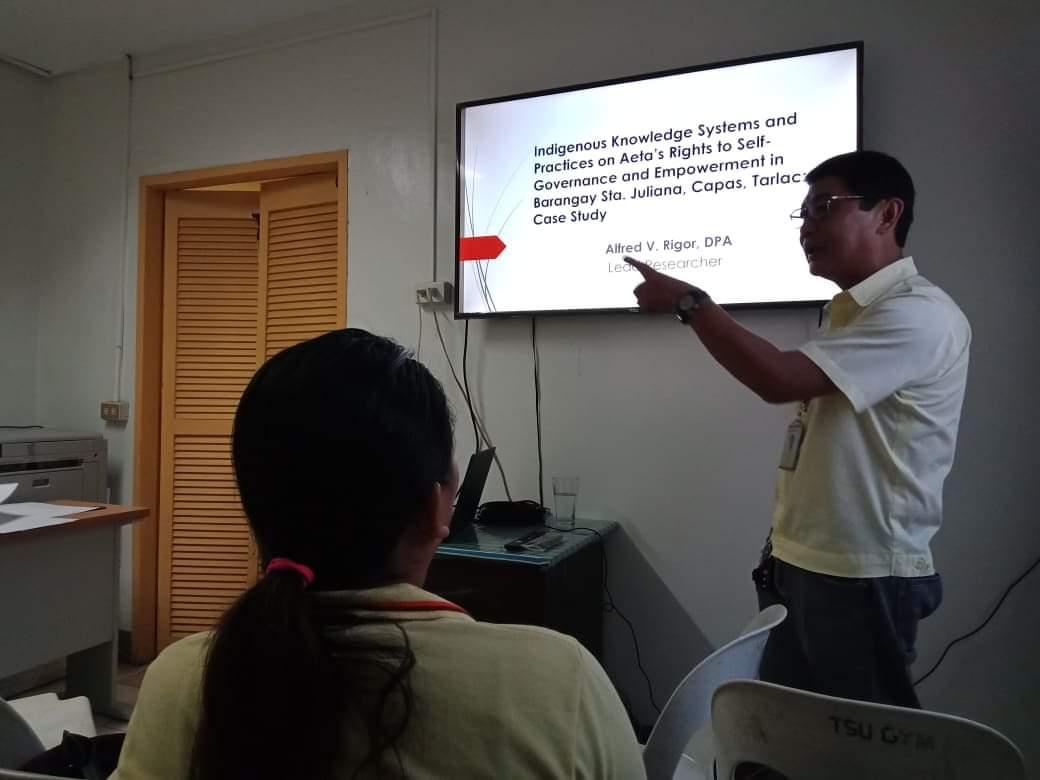 Indigenous Knowledge Systems and
Practices on Aeta's Rights to Self-
Governance and Empowerment in
Barangay Sta. Juliana, Capas, Tarlac:
Case Study
Alfred V. Rigor, DPA
Lead Researcher
TSU GYM